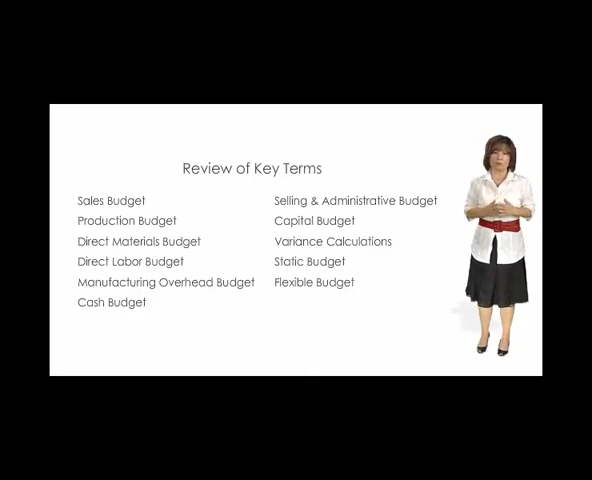 Review of Key Terms
Sales Budget
Production Budget
Direct Materials Budget
Direct Labor Budget
Manufacturing Overhead Budget
Cash Budget
Selling & Administrative Budget
Capital Budget
Variance Calculations
Static Budget
Flexible Budget